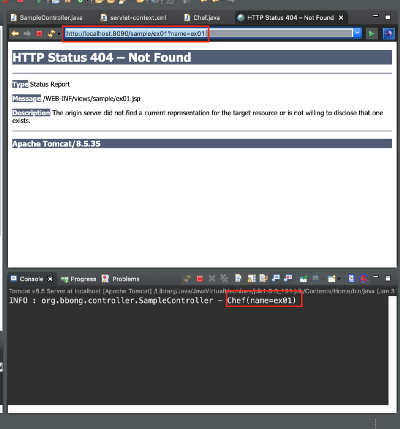 SampleController.java servlet-context.xml Chef.java HTTP Status 404 – Not Found
http://localhost:8090/sample/ex01?name=ex01
HTTP Status 404 – Not Found
Type Status Report
Message /WEB-INF/views/sample/ex01.jsp
Description The origin server did not find a current representation for the target resource or is not willing to disclose that one
exists.
Apache Tomcat/8.5.35
Console Progress Problems
Tomcat v8.5 Server at localhost [Apache Tomcat] /Library/Java/JavaVirtualMachines/ /Contents/Home/bin/java (Jan 3
INFO : org.bbong.controller.SampleController - Chef(name=ex01)